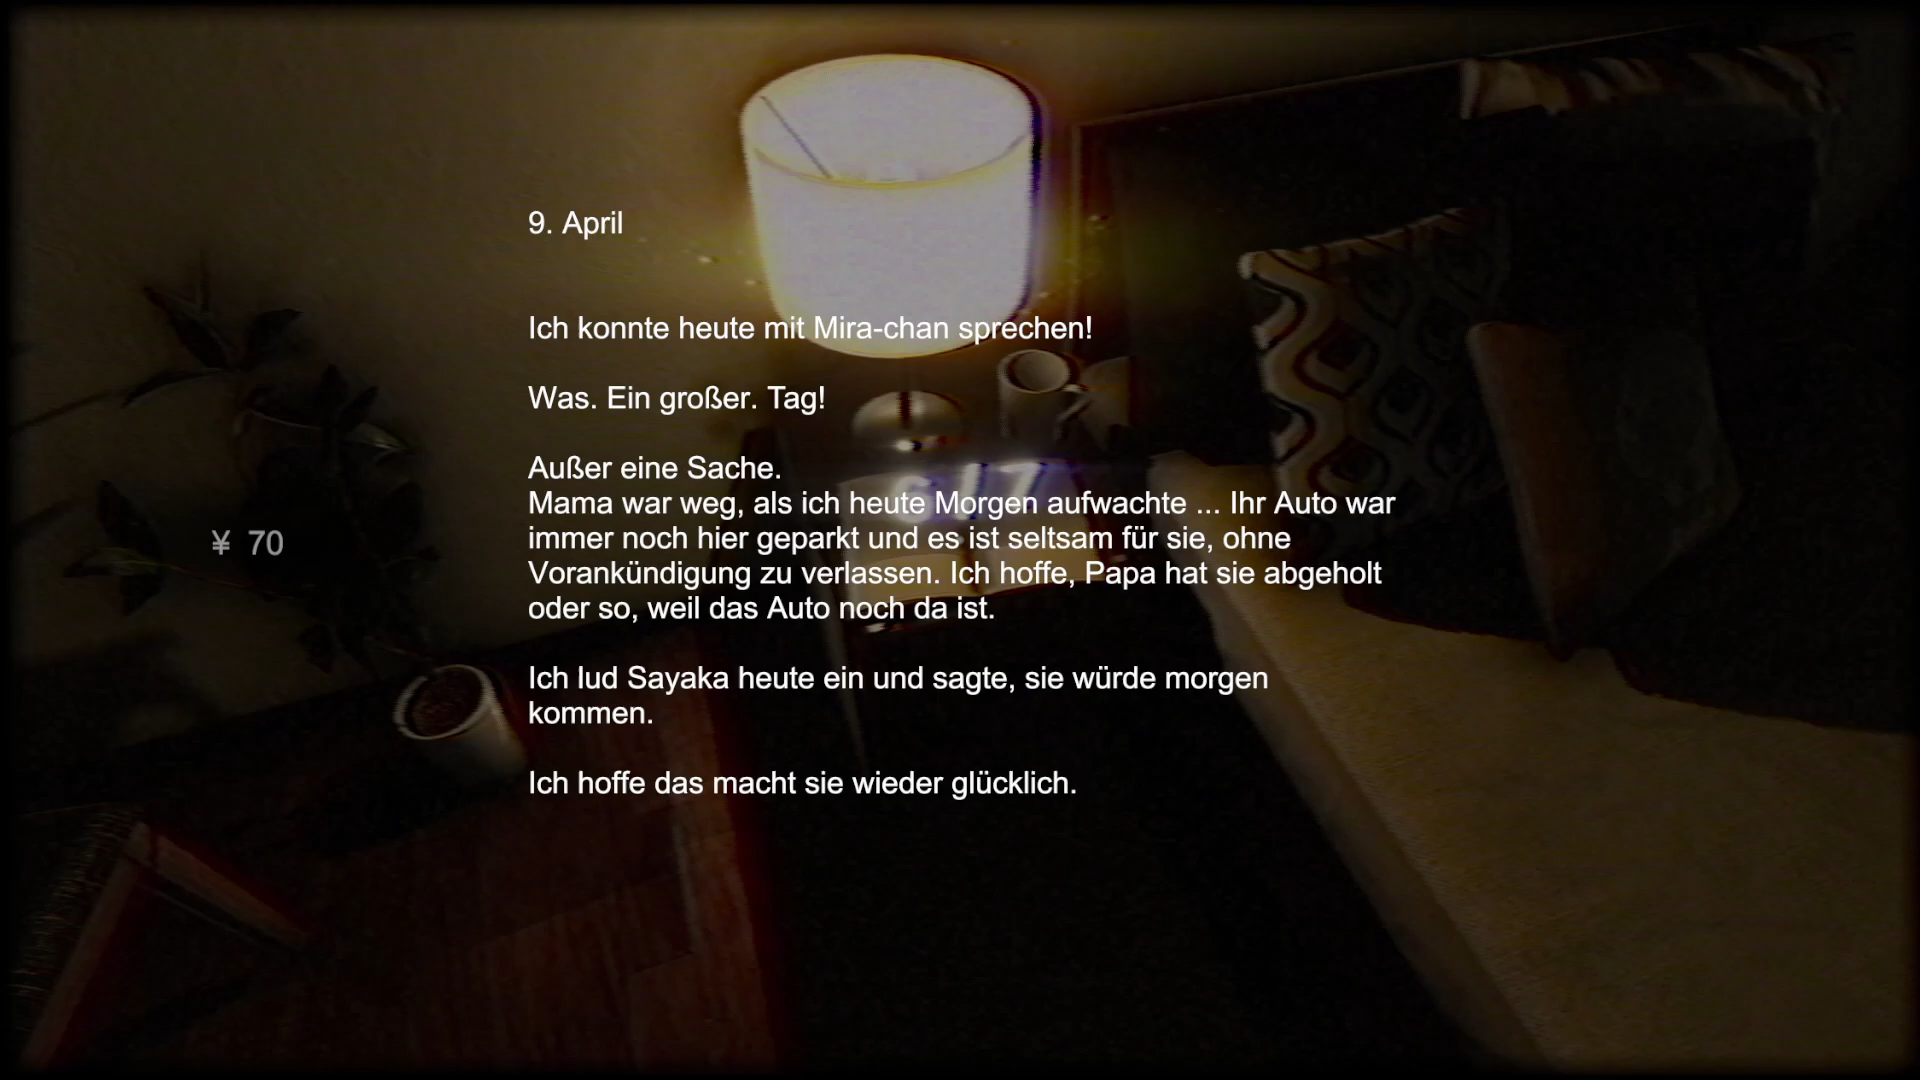 9. April
Ich konnte heute mit Mira-chan sprechen!
Was. Ein großer. Tag!
Außer eine Sache.
Mama war weg, als ich heute Morgen aufwachte ... Ihr Auto war
immer noch hier geparkt und es ist seltsam für sie, ohne
Vorankündigung zu verlassen. Ich hoffe, Papa hat sie abgeholt
oder so, weil das Auto noch da ist.
Ich lud Sayaka heute ein und sagte, sie würde morgen
kommen.
Ich hoffe das macht sie wieder glücklich.
¥ 70
6/7